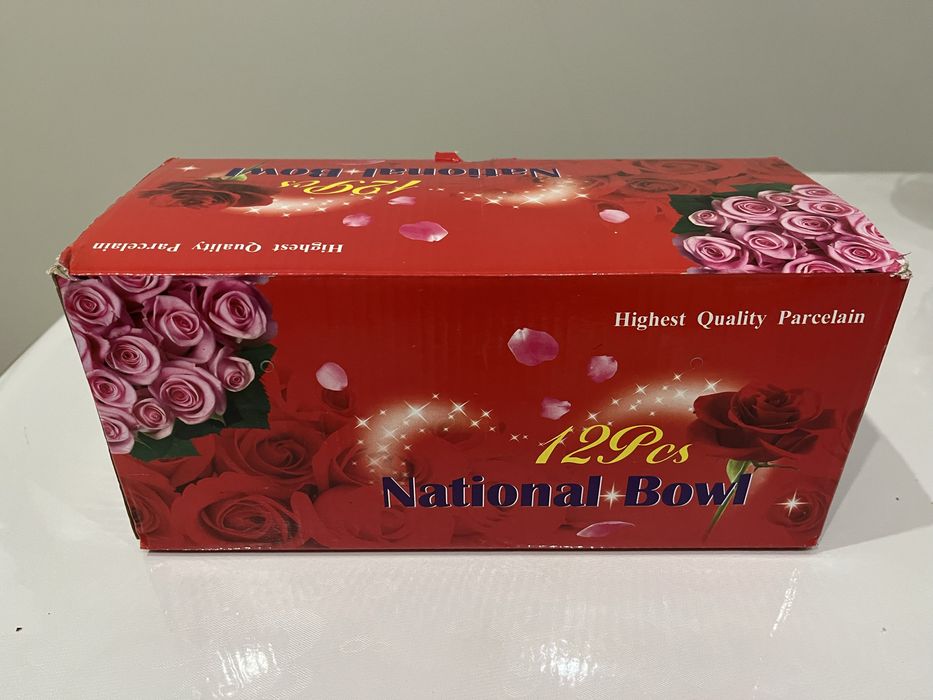 National Bowl
12Pcs
Highest Quality Parcelain
Highest Quality Parcelain
12Pcs
National Bowl